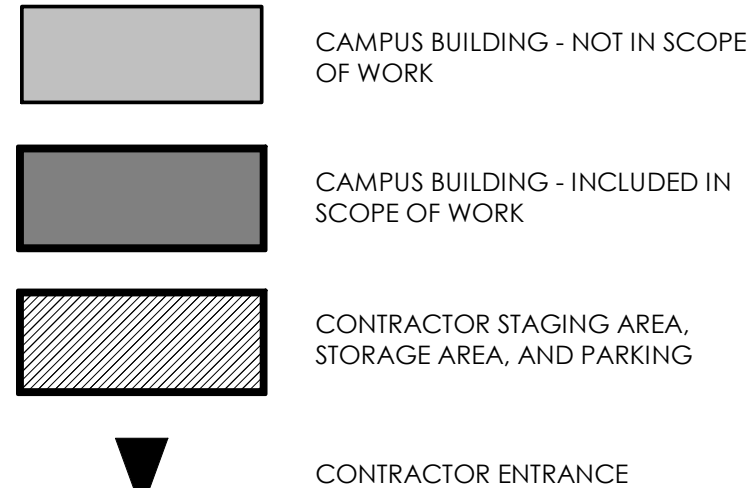 CAMPUS BUILDING - NOT IN SCOPE
OF WORK
CAMPUS BUILDING - INCLUDED IN
SCOPE OF WORK
CONTRACTOR STAGING AREA,
STORAGE AREA, AND PARKING
CONTRACTOR ENTRANCE